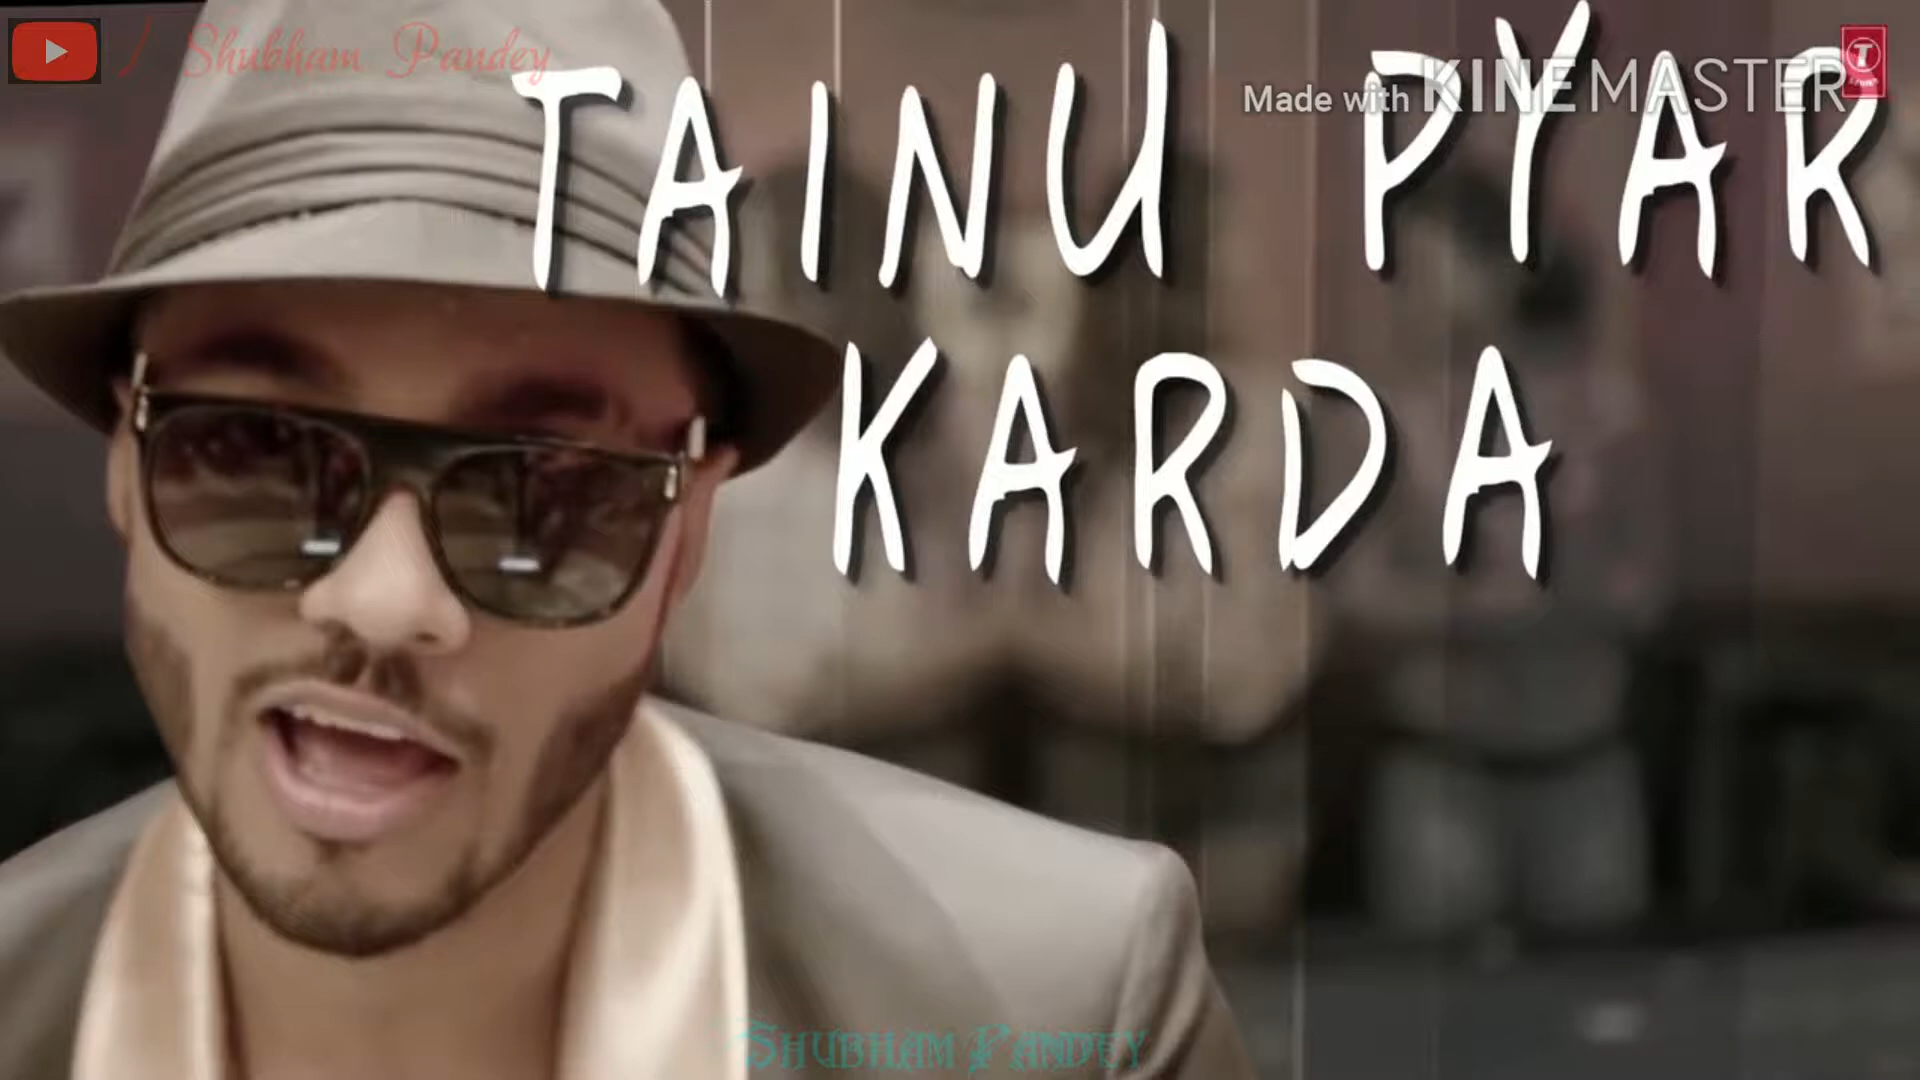 / Shubham Pandey
Made with KINEMASTER
TAINU PYAR
KARDA
SHUBHAM PANDEY